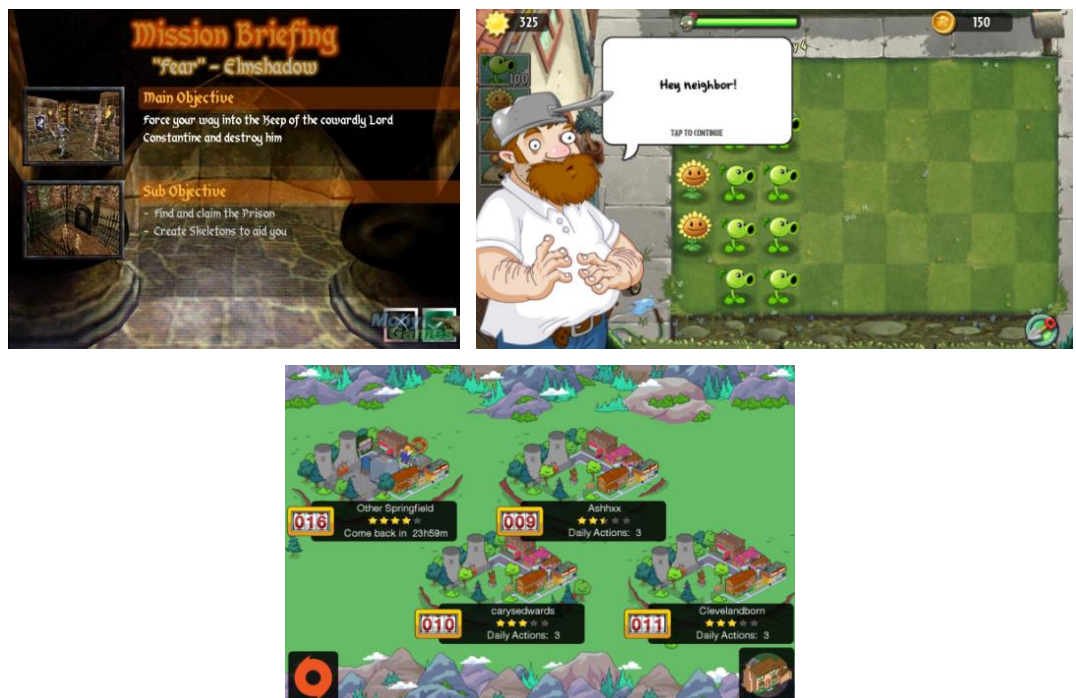 Mission Briefing
"Fear" - Elmshadow
Main Objective
Force your way into the Keep of the cowardly Lord
Constantine and destroy him
Sub Objective
- Find and claim the Prison
- Create Skeletons to aid you
Moby
Games
325
150
100
y 4
Hey neighbor!
TAP TO CONTINUE
Other Springfield
016
Come back in 23h59m
Ashhxx
009
Daily Actions: 3
carysedwards
010
Daily Actions: 3
Clevelandborn
011
Daily Actions: 3